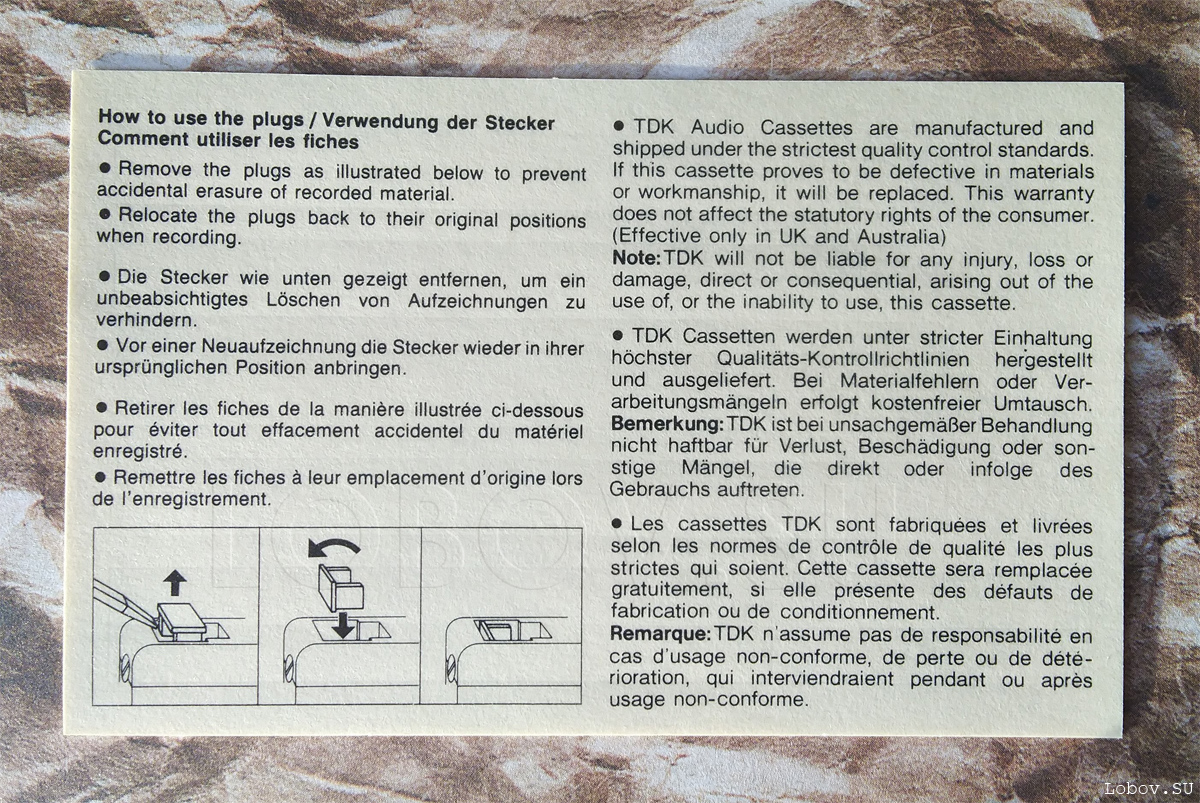 How to use the plugs / Verwendung der Stecker
Comment utiliser les fiches
● Remove the plugs as illustrated below to prevent
accidental erasure of recorded material.
● Relocate the plugs back to their original positions
when recording.
● Die Stecker wie unten gezeigt entfernen, um ein
unbeabsichtigtes Löschen von Aufzeichnungen zu
verhindern.
● Vor einer Neuaufzeichnung die Stecker wieder in ihrer
ursprünglichen Position anbringen.
● Retirer les fiches de la manière illustrée ci-dessous
pour éviter tout effacement accidentel du matériel
enregistré.
● Remettre les fiches à leur emplacement d'origine lors
de l'enregistrement.
● TDK Audio Cassettes are manufactured and
shipped under the strictest quality control standards.
If this cassette proves to be defective in materials
or workmanship, it will be replaced. This warranty
does not affect the statutory rights of the consumer.
(Effective only in UK and Australia)
Note: TDK will not be liable for any injury, loss or
damage, direct or consequential, arising out of the
use of, or the inability to use, this cassette.
● TDK Cassetten werden unter stricter Einhaltung
höchster Qualitäts-Kontrollrichtlinien hergestellt
und ausgeliefert. Bei Materialfehlern oder Ver-
arbeitungsmängeln erfolgt kostenfreier Umtausch.
Bemerkung: TDK ist bei unsachgemäßer Behandlung
nicht haftbar für Verlust, Beschädigung oder son-
stige Mängel, die direkt oder infolge des
Gebrauchs auftreten.
● Les cassettes TDK sont fabriquées et livrées
selon les normes de contrôle de qualité les plus
strictes qui soient. Cette cassette sera remplacée
gratuitement, si elle présente des défauts de
fabrication ou de conditionnement.
Remarque: TDK n'assume pas de responsabilité en
cas d'usage non-conforme, de perte ou de dété-
rioration, qui interviendraient pendant ou après
usage non-conforme.
LOBOV.SU
Lobov.SU